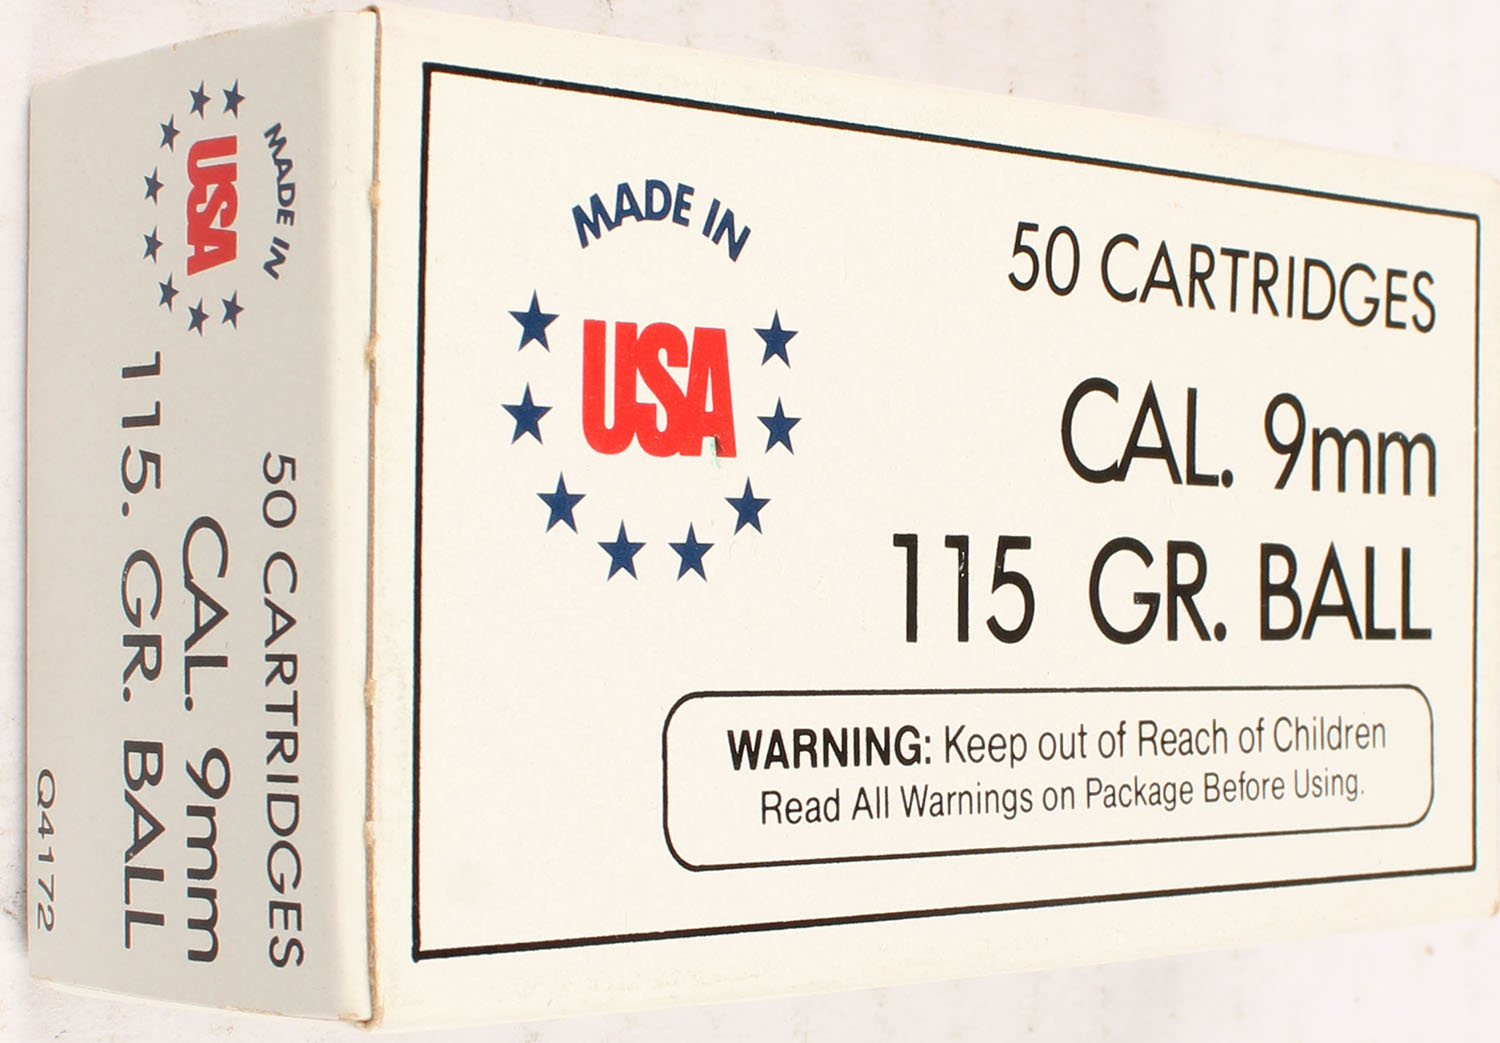 MADE IN
USA
50 CARTRIDGES
CAL. 9mm
115 GR. BALL
WARNING: Keep out of Reach of Children
Read All Warnings on Package Before Using.
MADE IN
USA
50 CARTRIDGES
CAL. 9mm
115. GR. BALL
Q4172